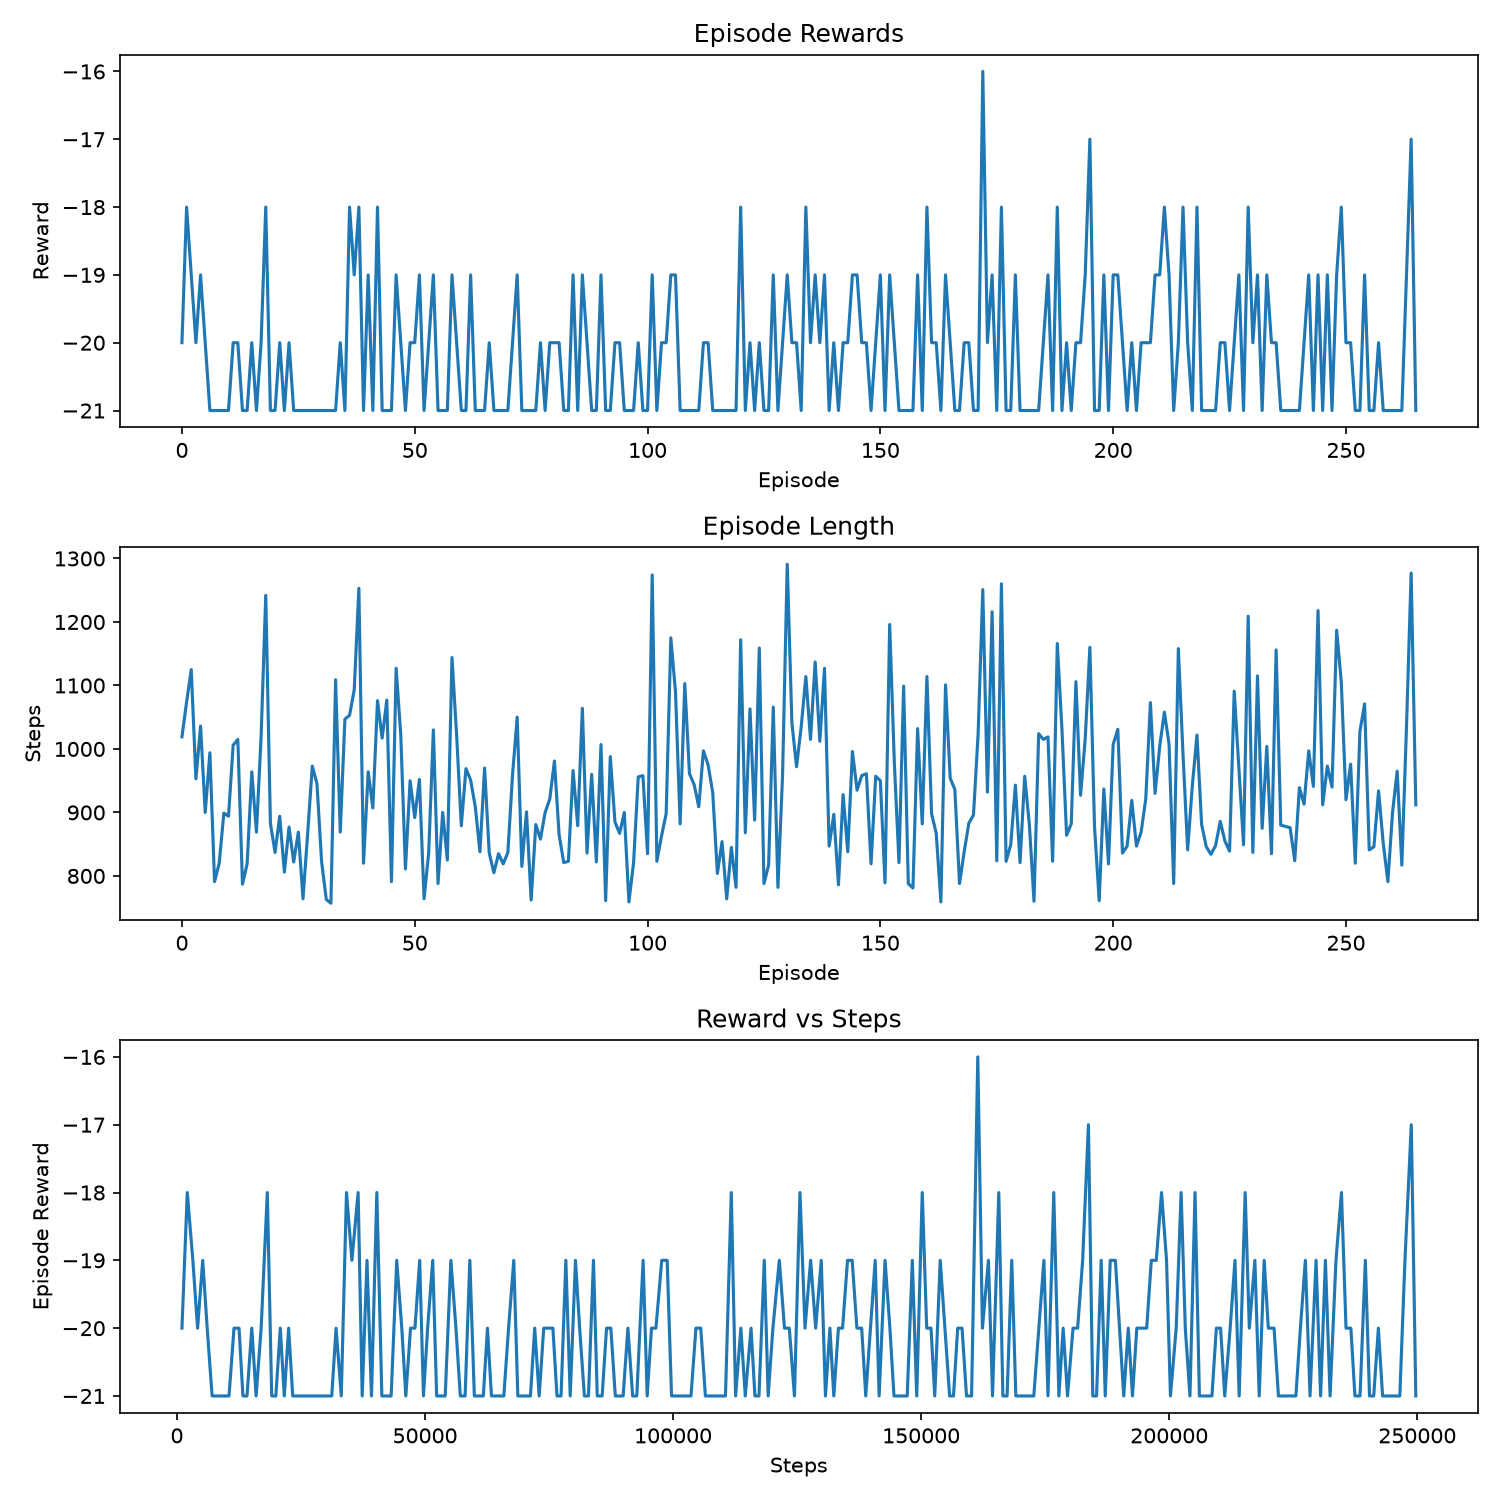 Episode Rewards
−16
−17
−18
−19
−20
−21
Reward
0 50 100 150 200 250
Episode
Episode Length
1300
1200
1100
1000
900
800
Steps
0 50 100 150 200 250
Episode
Reward vs Steps
−16
−17
−18
−19
−20
−21
Episode Reward
0 50000 100000 150000 200000 250000
Steps